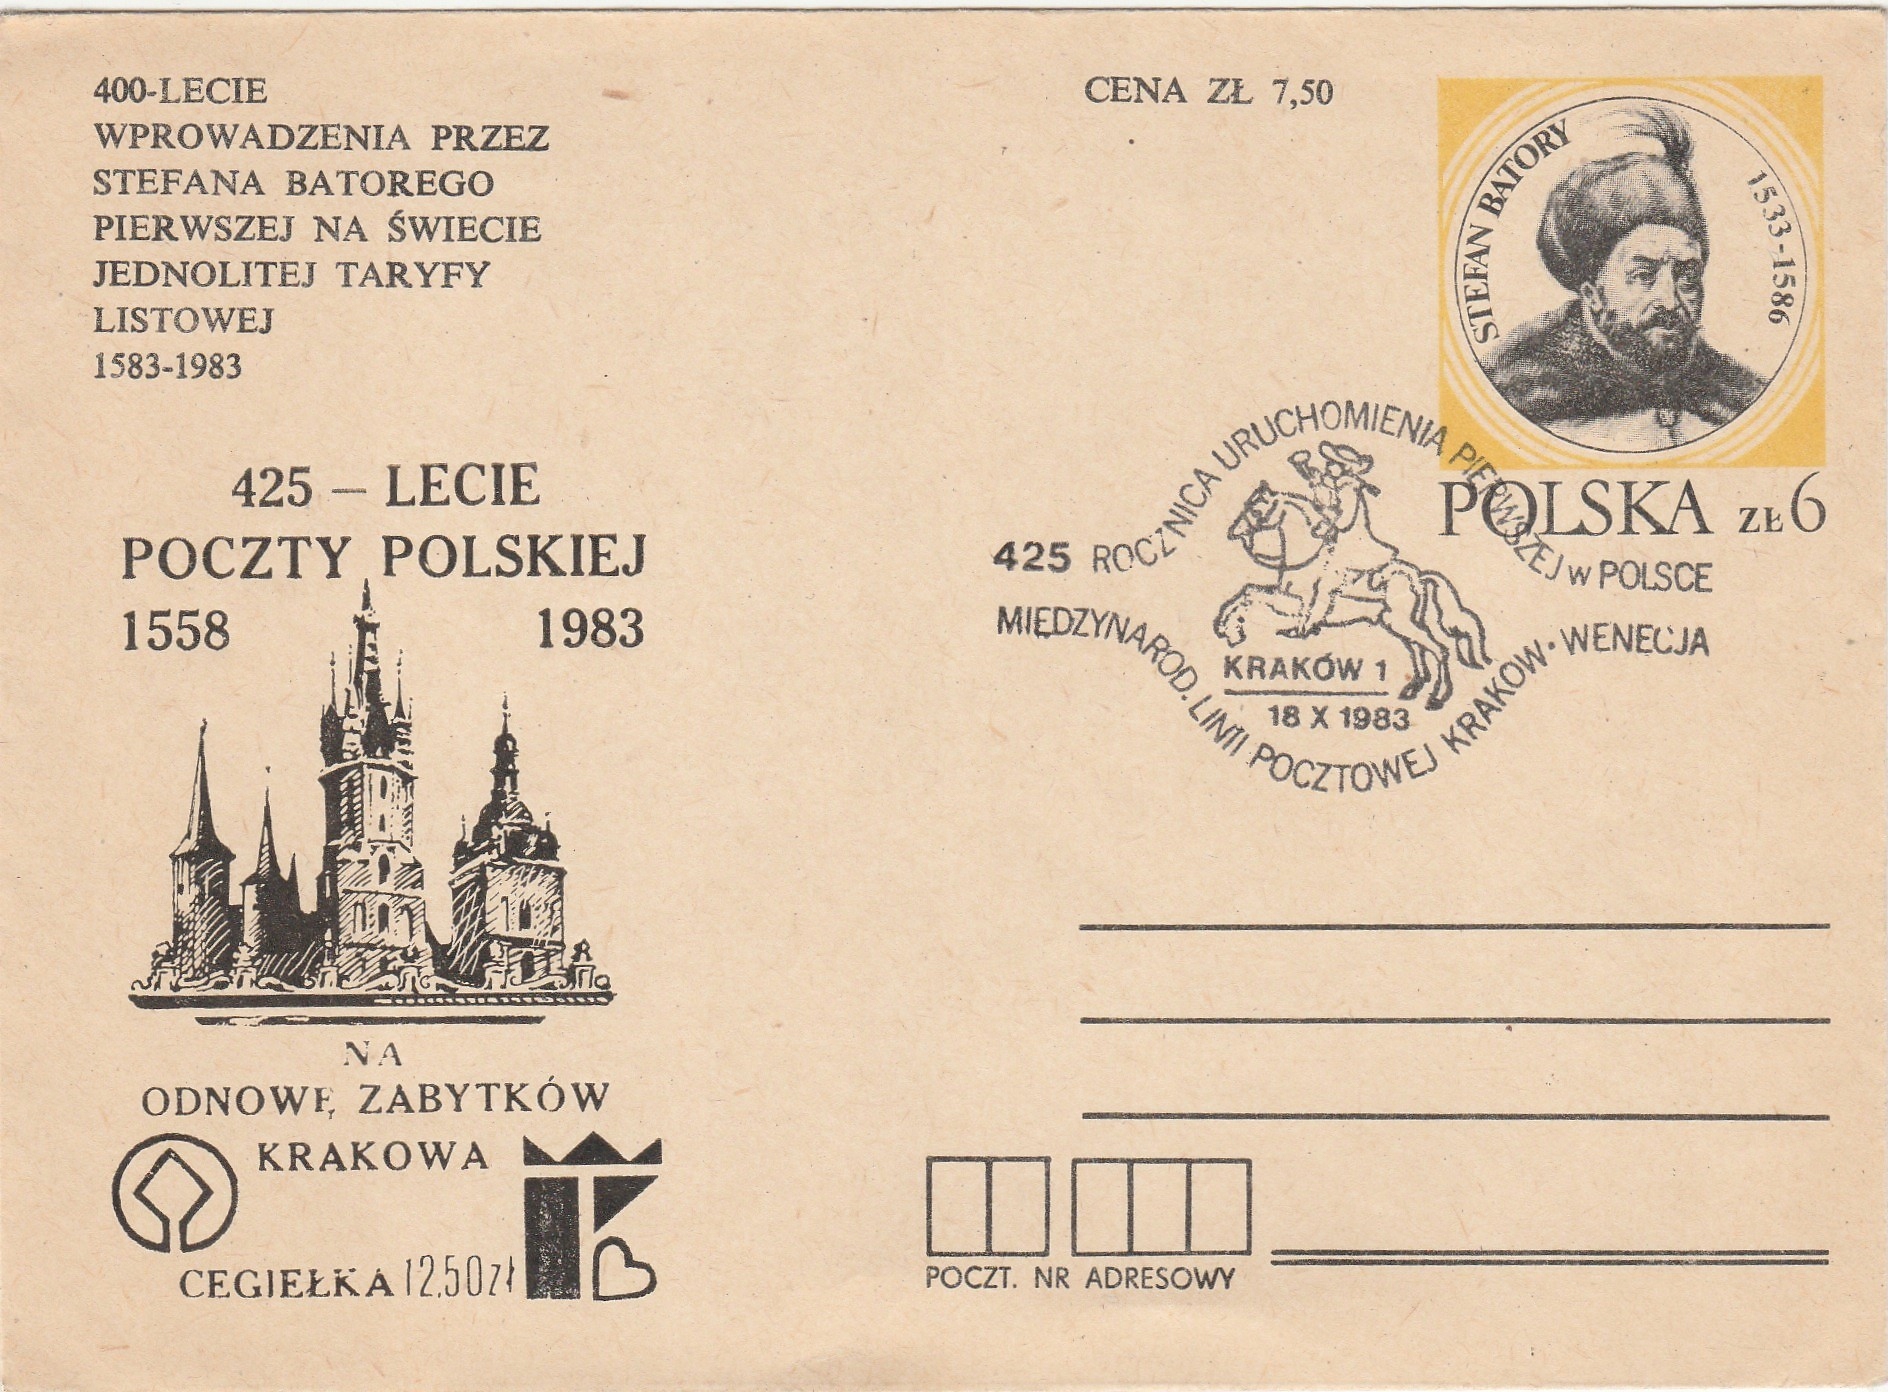 400-LECIE
WPROWADZENIA PRZEZ
STEFANA BATOREGO
PIERWSZEJ NA ŚWIECIE
JEDNOLITEJ TARYFY
LISTOWEJ
1583-1983
CENA ZŁ 7,50
STEFAN BATORY
1533-1586
POLSKA ZŁ 6
425 ROCZNICA URUCHOMIENIA PIERWSZEJ W POLSCE
MIĘDZYNAROD. LINII POCZTOWEJ KRAKOW · WENECJA
KRAKÓW 1
18 X 1983
425 – LECIE
POCZTY POLSKIEJ
1558 1983
NA
ODNOWĘ ZABYTKÓW
KRAKOWA
CEGIEŁKA 12.50 zł
POCZT. NR ADRESOWY